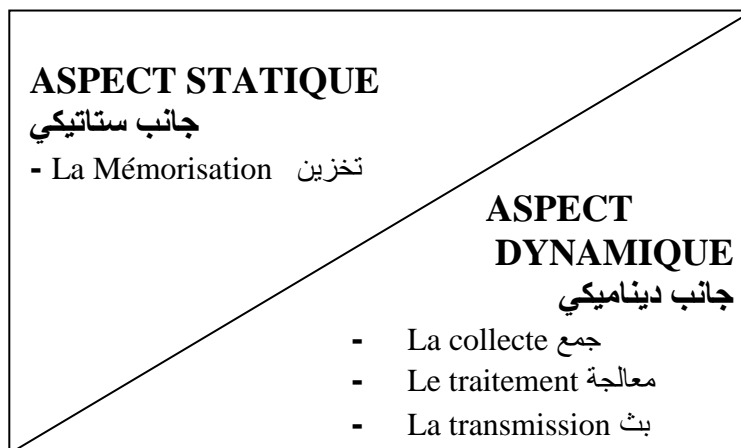 ASPECT STATIQUE
جانب ستاتيكي
- La Mémorisation تخزين
ASPECT
DYNAMIQUE
جانب ديناميكي
- La collecte جمع
- Le traitement معالجة
- La transmission بث